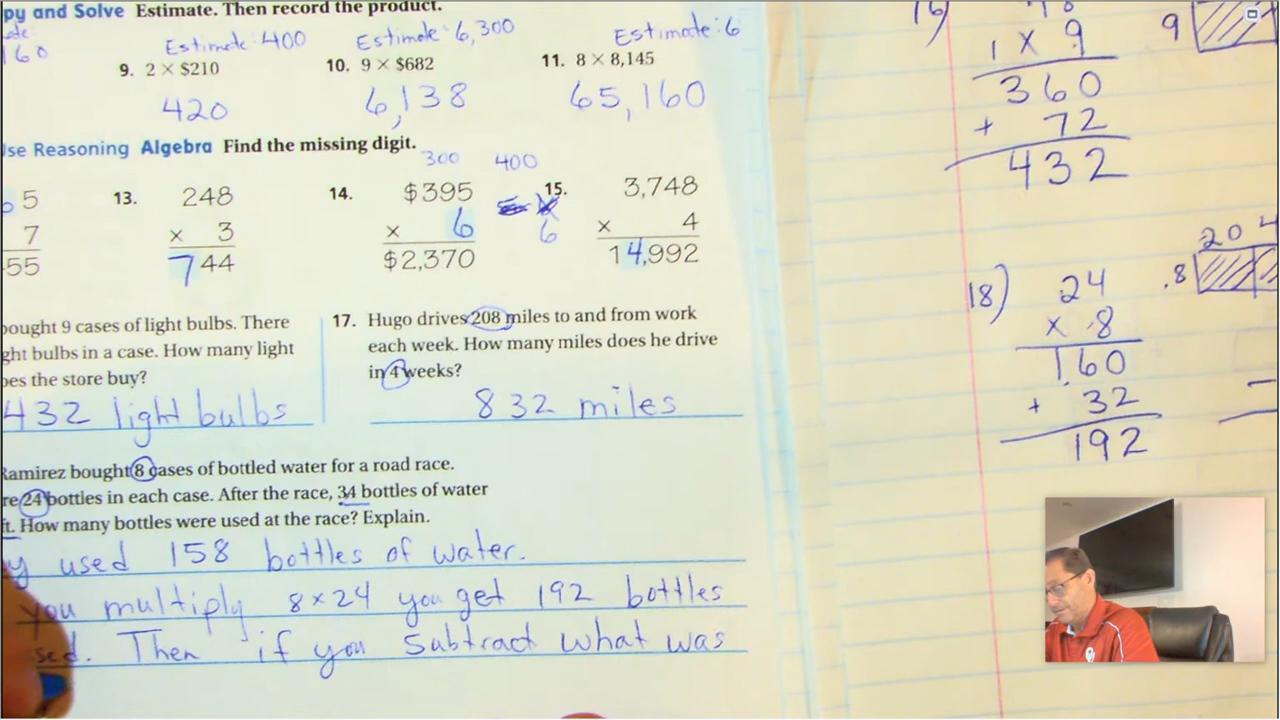 py and Solve Estimate. Then record the product.
160
Estimate: 400
Estimate: 6,300
Estimate: 6
9. 2 × $210
10. 9 × $682
11. 8 × 8,145
420
6,138
65,160
Use Reasoning Algebra Find the missing digit.
300 400
5
7
55
13. 248
× 3
744
14. $395
× 6
$2,370
6
15. 3,748
× 4
14,992
bought 9 cases of light bulbs. There
ght bulbs in a case. How many light
oes the store buy?
432 light bulbs
17. Hugo drives 208 miles to and from work
each week. How many miles does he drive
in 4 weeks?
832 miles
Ramirez bought 8 cases of bottled water for a road race.
re 24 bottles in each case. After the race, 34 bottles of water
ft. How many bottles were used at the race? Explain.
y used 158 bottles of water.
you multiply 8×24 you get 192 bottles
sed. Then if you subtract what was
16)
1 × 9
360
+ 72
432
9
18) 24
× 8
160
+ 32
192
20 4
8